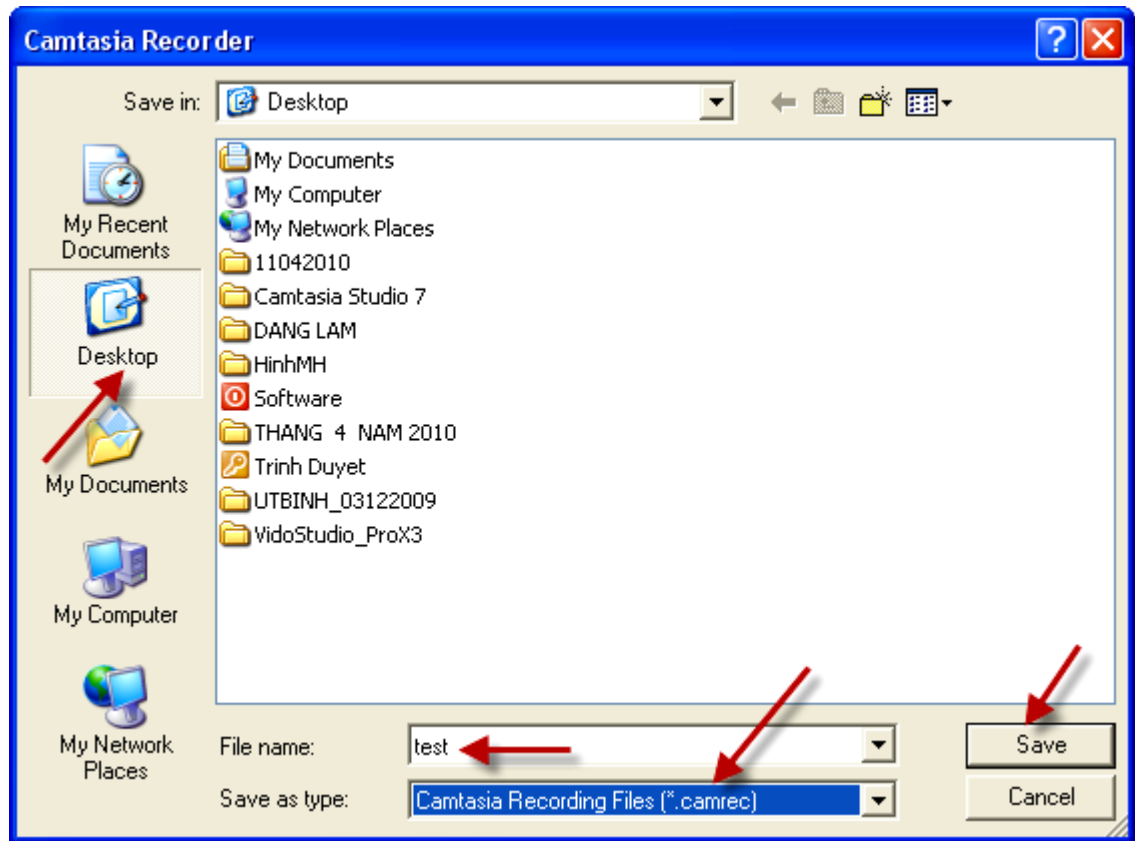 Camtasia Recorder
Save in:
Desktop
My Recent
Documents
Desktop
My Documents
My Computer
My Network
Places
My Documents
My Computer
My Network Places
11042010
Camtasia Studio 7
DANG LAM
HinhMH
Software
THANG 4 NAM 2010
Trinh Duyet
UTBINH_03122009
VidoStudio_ProX3
File name:
test
Save
Save as type:
Camtasia Recording Files (*.camrec)
Cancel